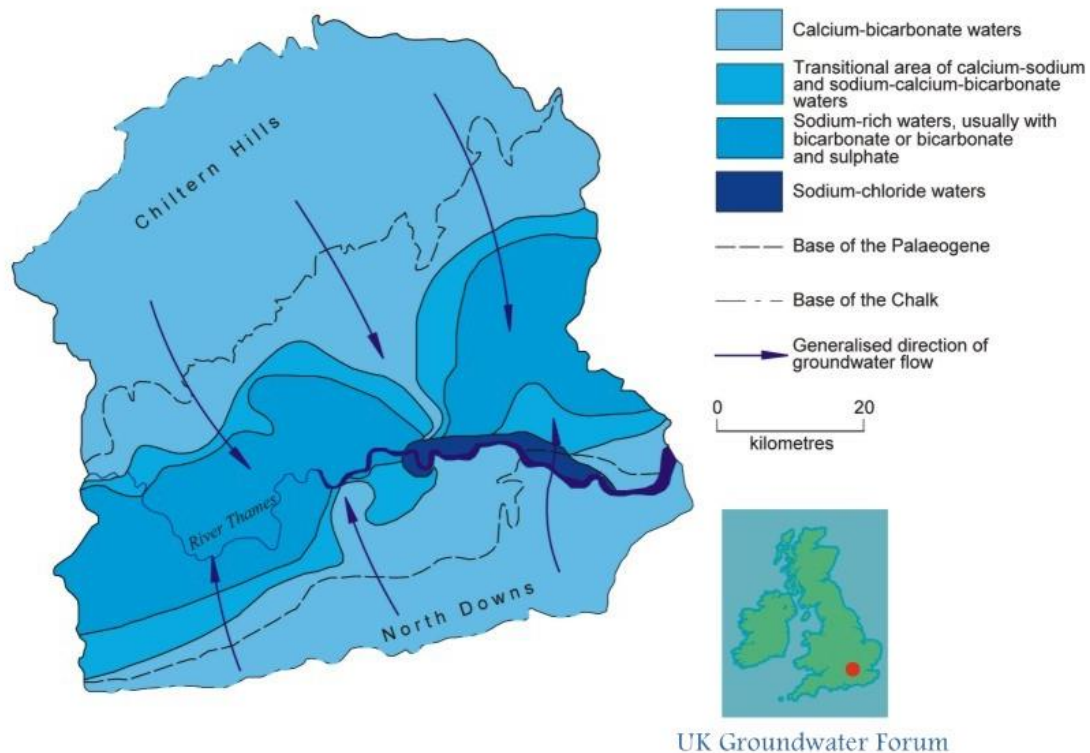 Chiltern Hills
River Thames
North Downs
Calcium-bicarbonate waters
Transitional area of calcium-sodium
and sodium-calcium-bicarbonate
waters
Sodium-rich waters, usually with
bicarbonate or bicarbonate
and sulphate
Sodium-chloride waters
Base of the Palaeogene
Base of the Chalk
Generalised direction of
groundwater flow
0 20
kilometres
UK Groundwater Forum